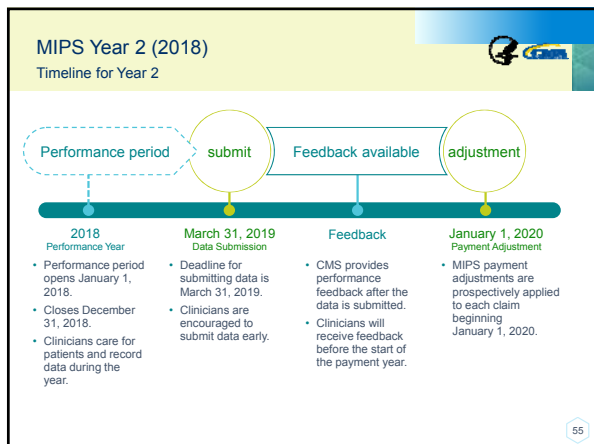 MIPS Year 2 (2018)
Timeline for Year 2
Performance period
submit
Feedback available
adjustment
2018
Performance Year
• Performance period
opens January 1,
2018.
• Closes December
31, 2018.
• Clinicians care for
patients and record
data during the
year.
March 31, 2019
Data Submission
• Deadline for
submitting data is
March 31, 2019.
• Clinicians are
encouraged to
submit data early.
Feedback
• CMS provides
performance
feedback after the
data is submitted.
• Clinicians will
receive feedback
before the start of
the payment year.
January 1, 2020
Payment Adjustment
• MIPS payment
adjustments are
prospectively applied
to each claim
beginning
January 1, 2020.
55